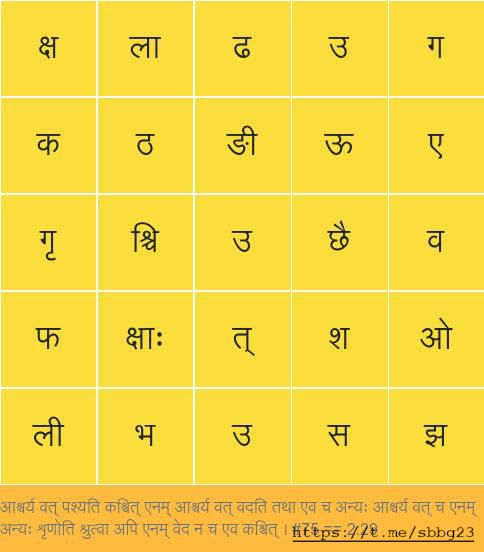 क्ष ला ढ उ ग
क ठ ङी ऊ ए
गृ श्चि उ छै व
फ क्षाः त् श ओ
ली भ उ स झ
आश्चर्य वत् पश्यति कश्चित् एनम् आश्चर्य वत् वदति तथा एव च अन्यः आश्चर्य वत् च एनम्
अन्यः शृणोति श्रुत्वा अपि एनम् वेद न च एव कश्चित् । #75 == 2:29
https://t.me/sbbg23